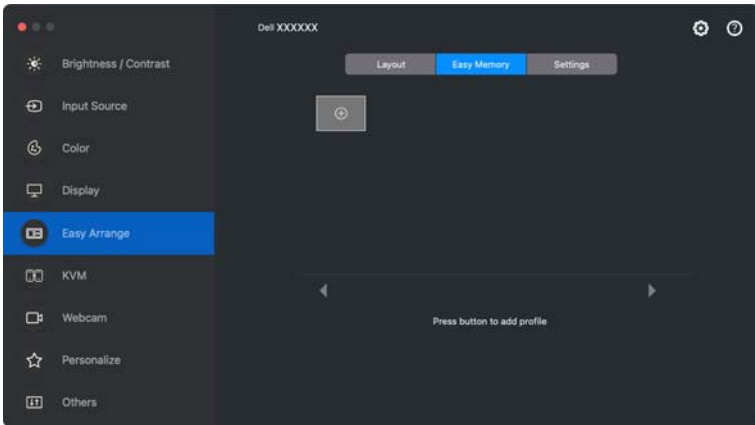 Dell XXXXXX
Layout Easy Memory Settings
Brightness / Contrast
Input Source
Color
Display
Easy Arrange
KVM
Webcam
Personalize
Others
Press button to add profile